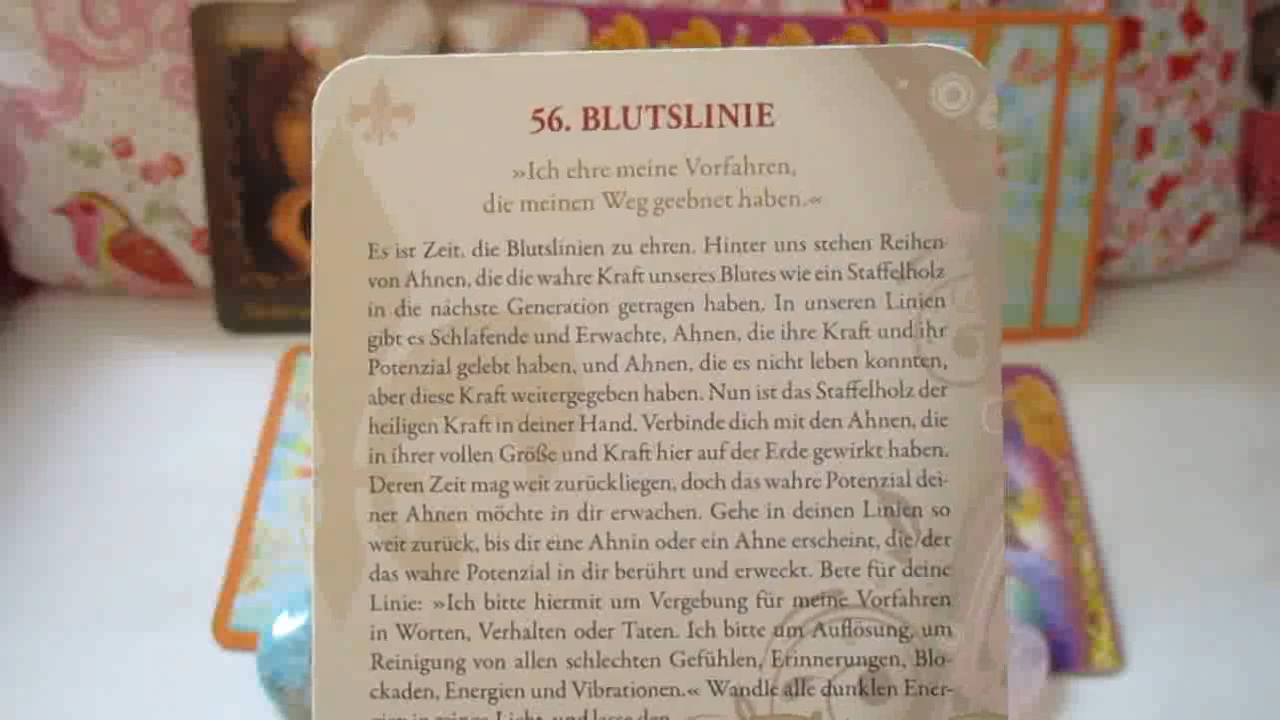 56. BLUTSLINIE
»Ich ehre meine Vorfahren,
die meinen Weg geebnet haben.«
Es ist Zeit, die Blutslinien zu ehren. Hinter uns stehen Reihen
von Ahnen, die die wahre Kraft unseres Blutes wie ein Staffelholz
in die nächste Generation getragen haben. In unseren Linien
gibt es Schlafende und Erwachte, Ahnen, die ihre Kraft und ihr
Potenzial gelebt haben, und Ahnen, die es nicht leben konnten,
aber diese Kraft weitergegeben haben. Nun ist das Staffelholz der
heiligen Kraft in deiner Hand. Verbinde dich mit den Ahnen, die
in ihrer vollen Größe und Kraft hier auf der Erde gewirkt haben.
Deren Zeit mag weit zurückliegen, doch das wahre Potenzial dei-
ner Ahnen möchte in dir erwachen. Gehe in deinen Linien so
weit zurück, bis dir eine Ahnin oder ein Ahne erscheint, die/der
das wahre Potenzial in dir berührt und erweckt. Bete für deine
Linie: »Ich bitte hiermit um Vergebung für meine Vorfahren
in Worten, Verhalten oder Taten. Ich bitte um Auflösung, um
Reinigung von allen schlechten Gefühlen, Erinnerungen, Blo-
ckaden, Energien und Vibrationen.« Wandle alle dunklen Ener-